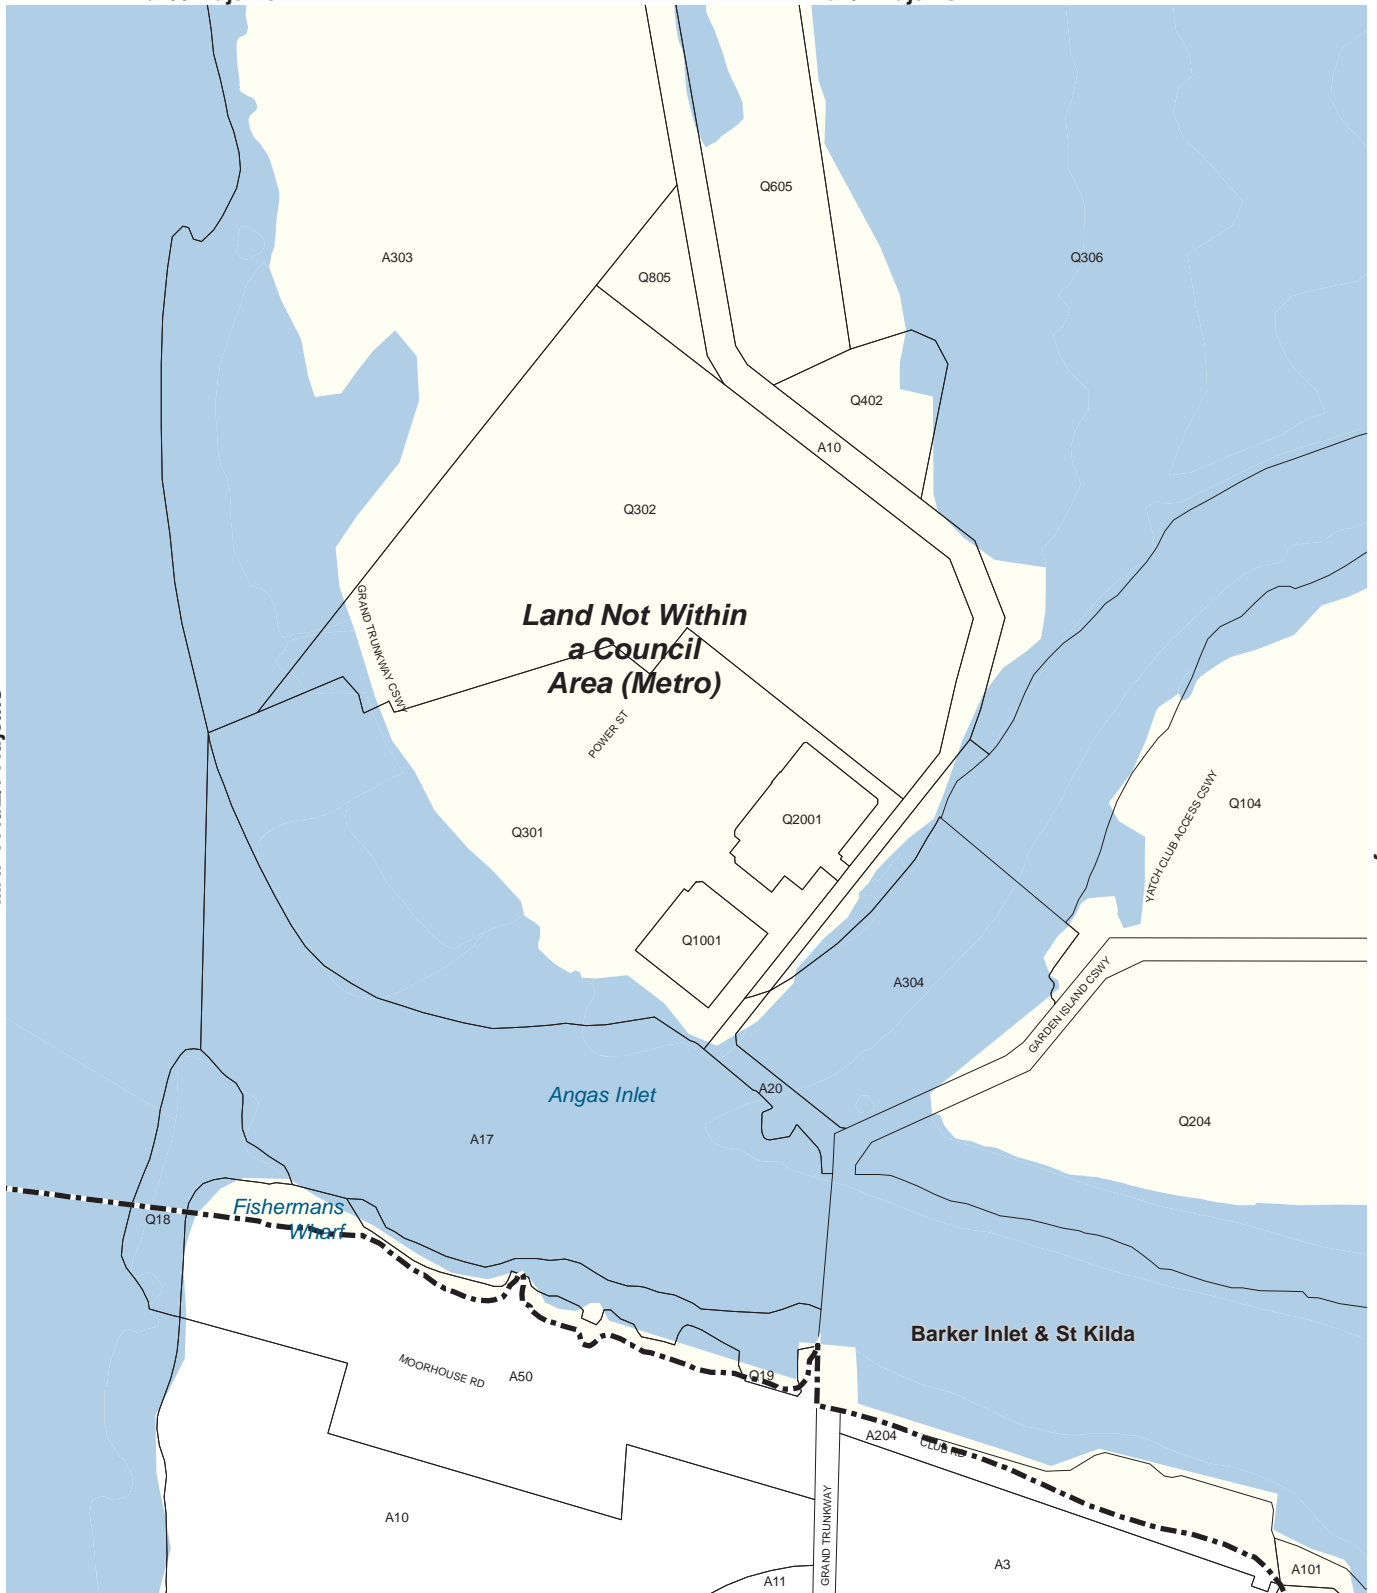 Q605
A303
Q306
Q805
Q402
A10
Q302
GRAND TRUNKWAY CSWY
Land Not Within
a Council
Area (Metro)
POWER ST
YATCH CLUB ACCESS CSWY
Q104
Q2001
Q301
Q1001
A304
GARDEN ISLAND CSWY
A20
Angas Inlet
Q204
A17
Fishermans
Wharf
Q18
Barker Inlet & St Kilda
MOORHOUSE RD
A50
Q19
A204
CLUB RD
GRAND TRUNKWAY
A10
A3
A101
A11